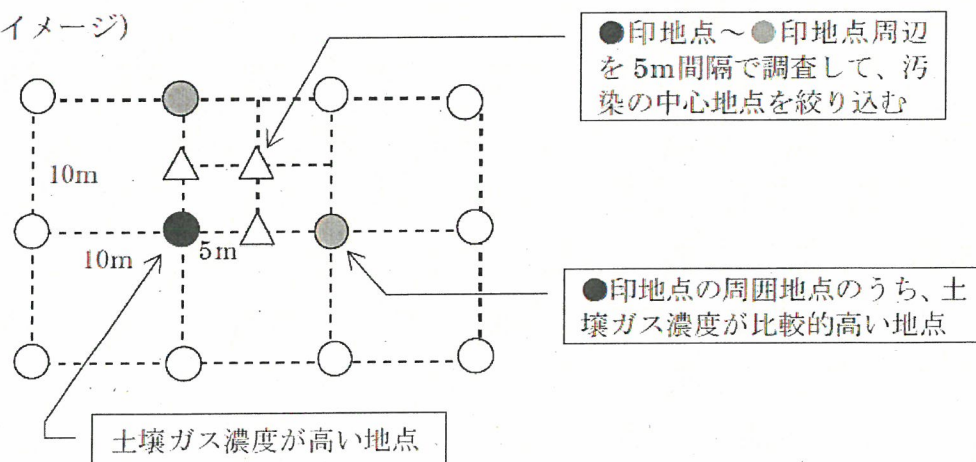 イメージ)
●印地点～●印地点周辺
を 5m間隔で調査して、汚
染の中心地点を絞り込む
10m
10m
5m
●印地点の周囲地点のうち、土
壌ガス濃度が比較的高い地点
土壌ガス濃度が高い地点